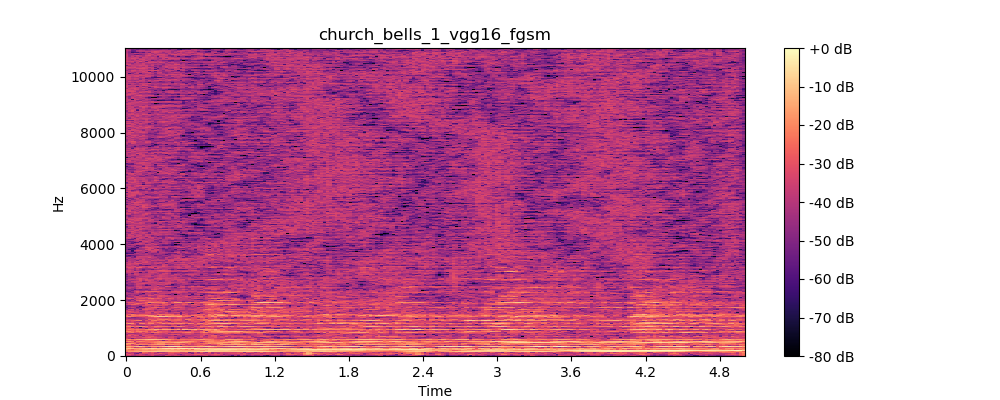 church_bells_1_vgg16_fgsm
Hz
10000
8000
6000
4000
2000
0
0 0.6 1.2 1.8 2.4 3 3.6 4.2 4.8
Time
+0 dB
-10 dB
-20 dB
-30 dB
-40 dB
-50 dB
-60 dB
-70 dB
-80 dB